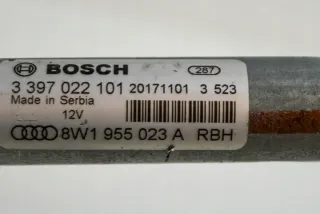 BOSCH 287
3 397 022 101 20171101 3 523
Made in Serbia
12V
8W1 955 023 A RBH